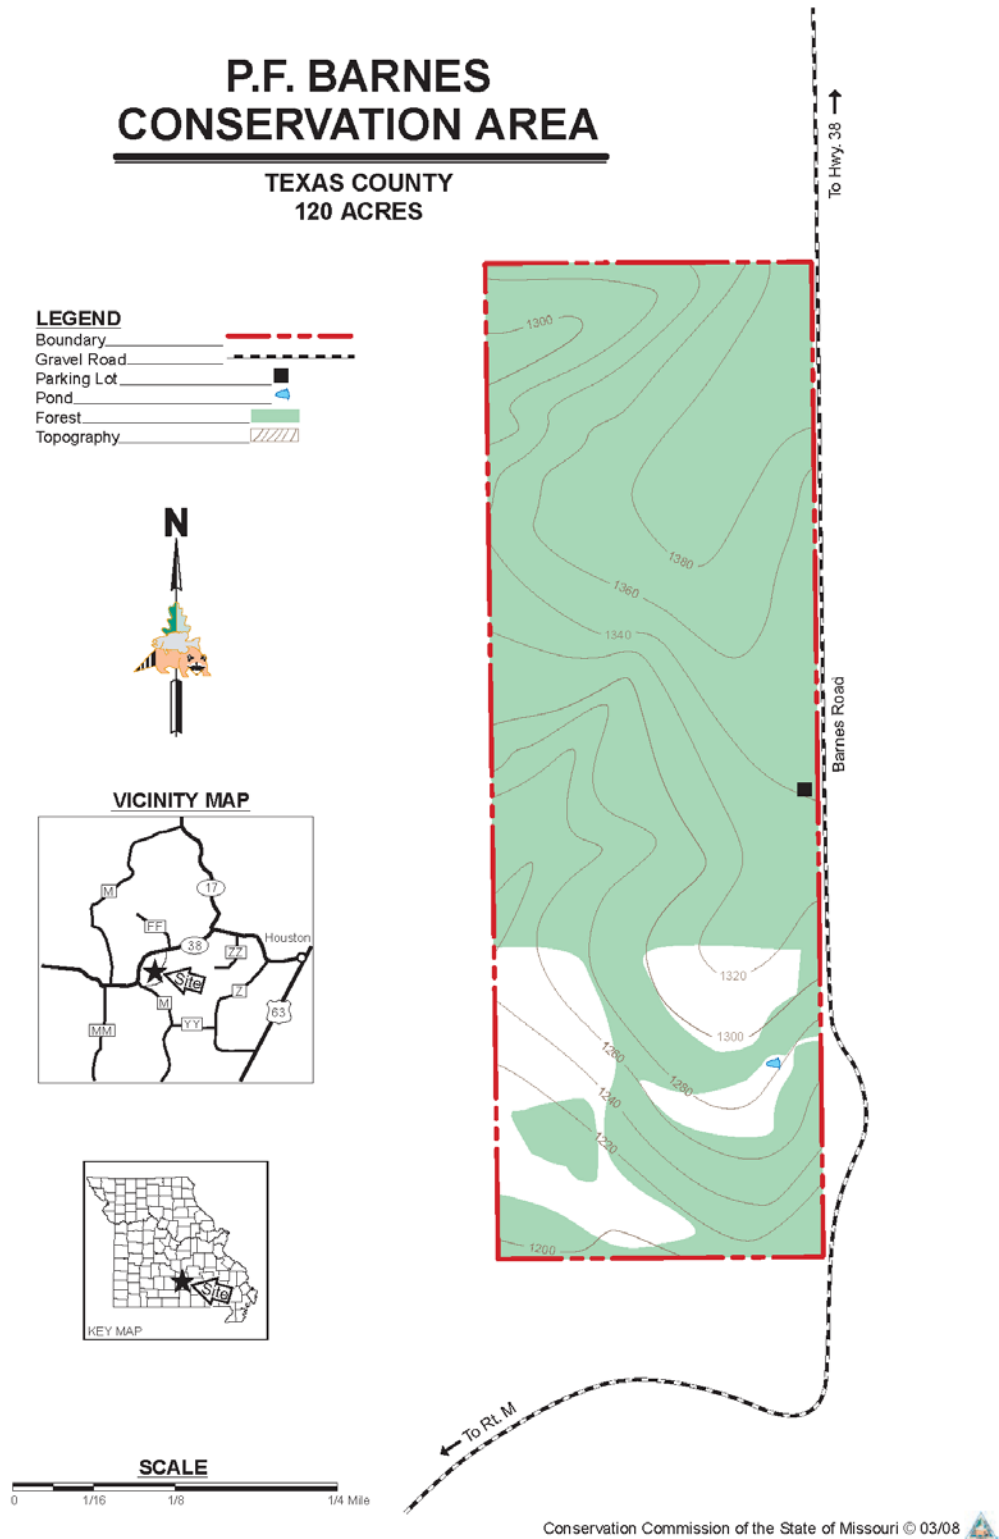 P.F. BARNES
CONSERVATION AREA
TEXAS COUNTY
120 ACRES
To Hwy. 38
LEGEND
Boundary
Gravel Road
Parking Lot
Pond
Forest
Topography
N
1300
1380
1360
1340
Barnes Road
1320
1300
1280
1260
1240
1220
1200
VICINITY MAP
M
17
FF
38
ZZ
Houston
Site
M
Z
63
MM
YY
Site
KEY MAP
To Rt. M
SCALE
0 1/16 1/8 1/4 Mile
Conservation Commission of the State of Missouri © 03/08